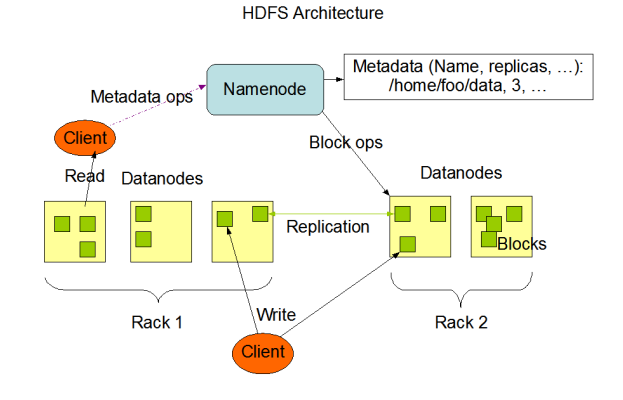 HDFS Architecture
Metadata (Name, replicas, ...):
/home/foo/data, 3, ...
Namenode
Metadata ops
Client
Block ops
Read
Datanodes
Datanodes
Replication
Blocks
Write
Rack 1
Rack 2
Client